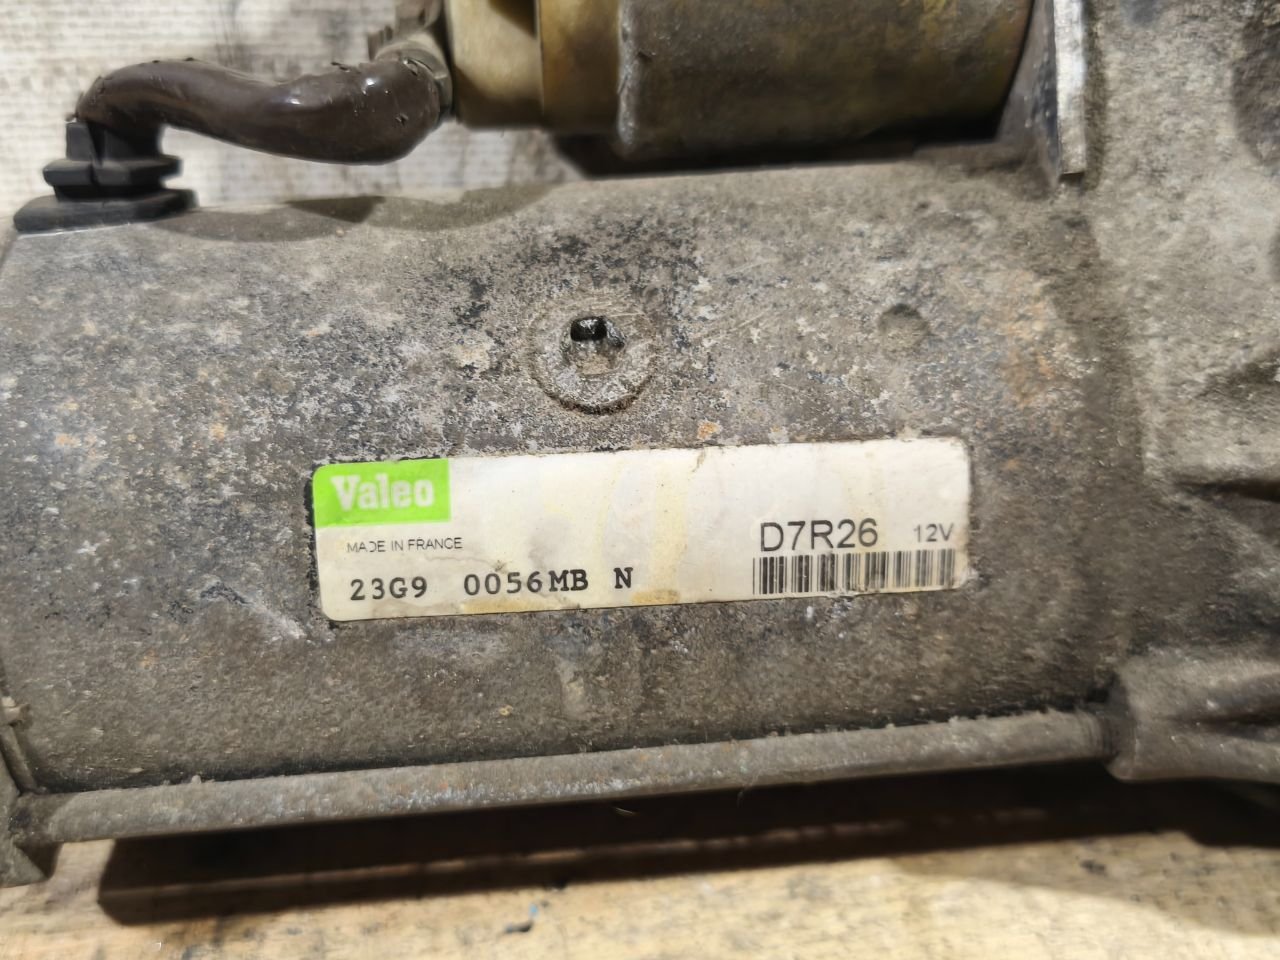 Valeo
MADE IN FRANCE
D7R26 12V
23G9 0056MB N